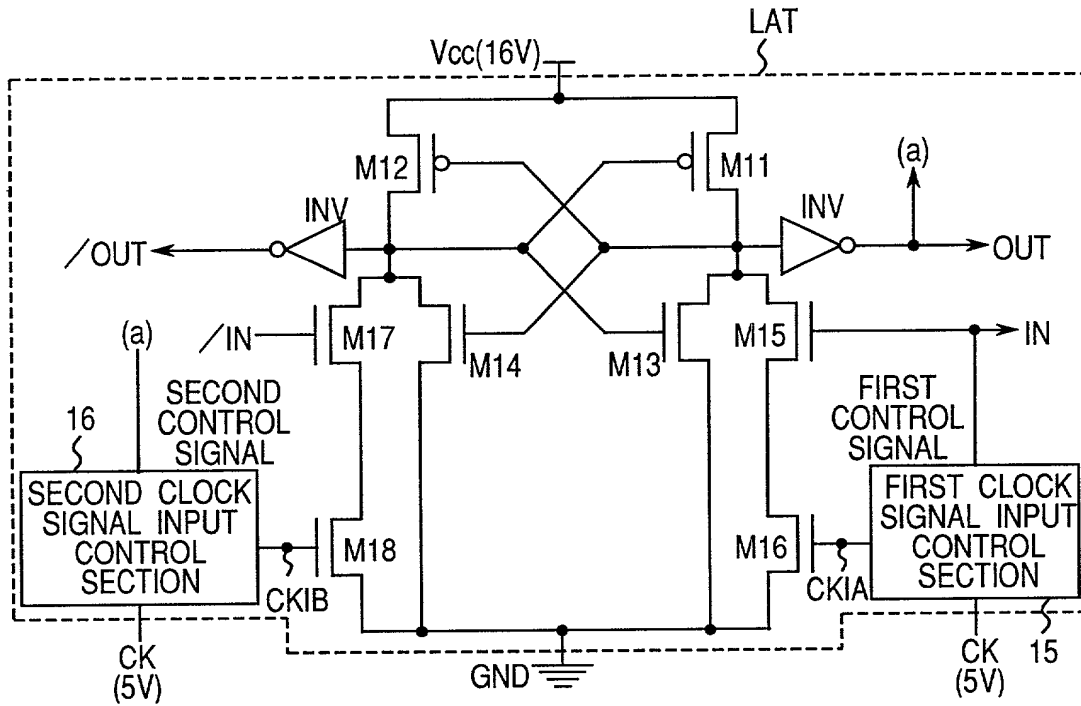 LAT
Vcc(16V)
M12
M11
(a)
INV
INV
/OUT
OUT
(a)
/IN
M17
M14
M13
M15
IN
SECOND
CONTROL
SIGNAL
FIRST
CONTROL
SIGNAL
16
SECOND CLOCK
SIGNAL INPUT
CONTROL
SECTION
M18
M16
FIRST CLOCK
SIGNAL INPUT
CONTROL
SECTION
CKIB
CKIA
CK
(5V)
GND
CK
(5V)
15